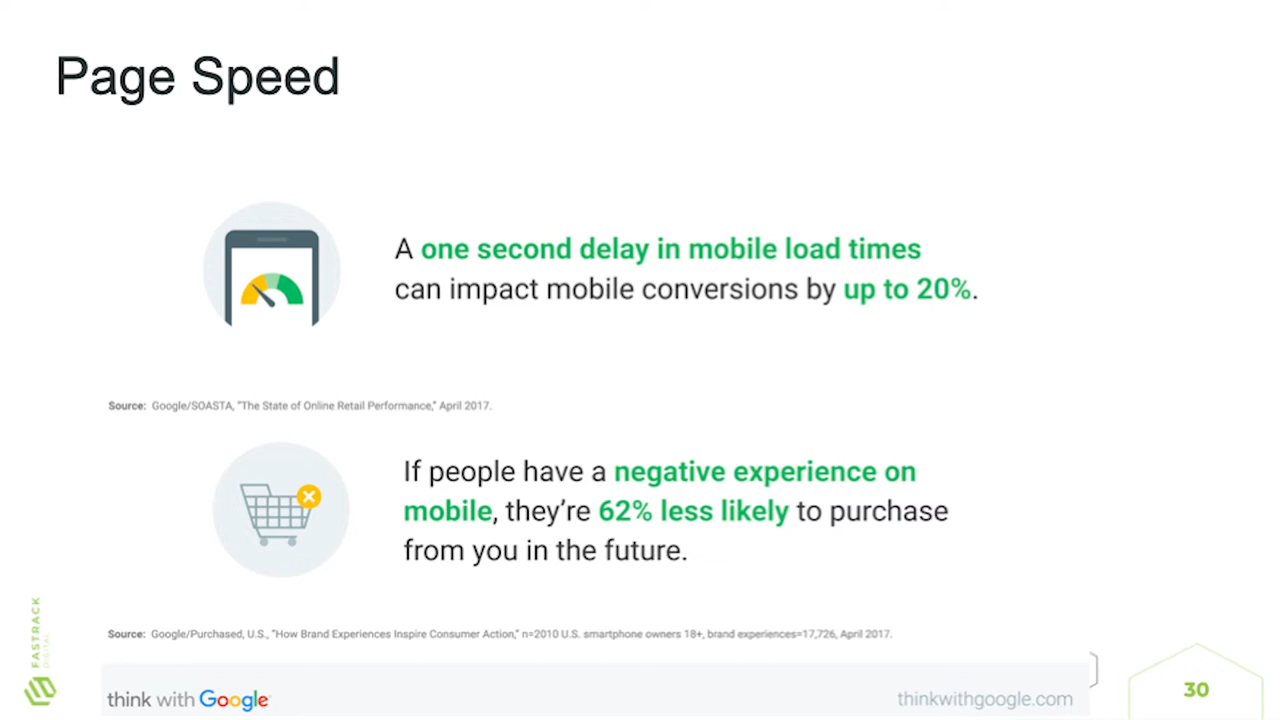 Page Speed
A one second delay in mobile load times
can impact mobile conversions by up to 20%.
Source: Google/SOASTA, "The State of Online Retail Performance," April 2017.
If people have a negative experience on
mobile, they're 62% less likely to purchase
from you in the future.
Source: Google/Purchased, U.S., "How Brand Experiences Inspire Consumer Action," n=2010 U.S. smartphone owners 18+, brand experiences=17,726, April 2017.
FASTRACK
DIGITAL
think with Google
thinkwithgoogle.com
30